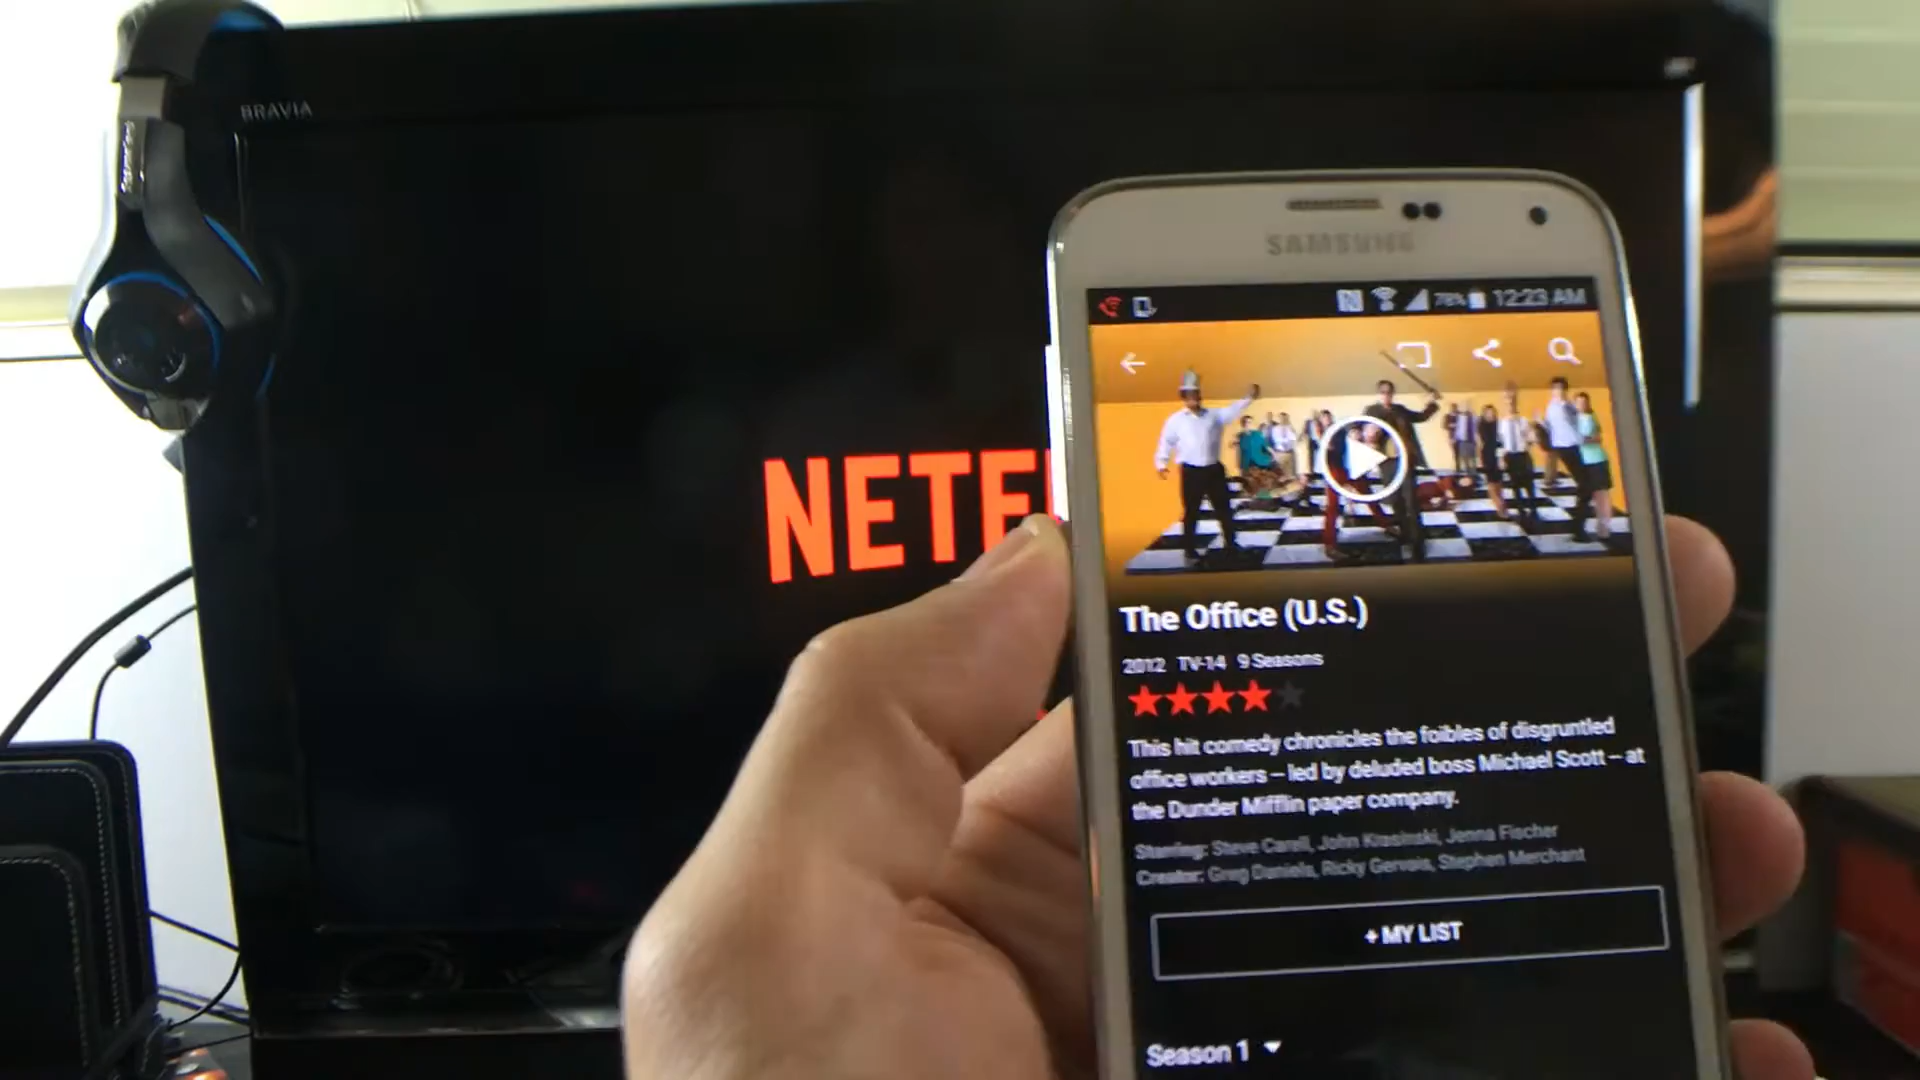 BRAVIA
SAMSUNG
78% 12:23 AM
NETF
The Office (U.S.)
2012 TV-14 9 Seasons
This hit comedy chronicles the foibles of disgruntled
office workers – led by deluded boss Michael Scott – at
the Dunder Mifflin paper company.
Starring: Steve Carell, John Krasinski, Jenna Fischer
Creator: Greg Daniels, Ricky Gervais, Stephen Merchant
+ MY LIST
Season 1